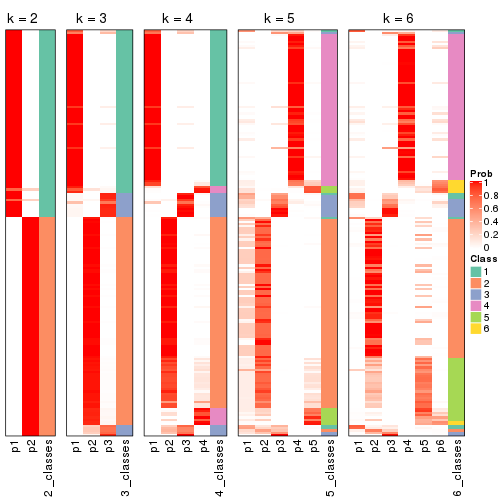 k = 2
k = 3
k = 4
k = 5
k = 6
p1
p2
2_classes
p1
p2
p3
3_classes
p1
p2
p3
p4
4_classes
p1
p2
p3
p4
p5
5_classes
p1
p2
p3
p4
p5
p6
6_classes
Prob
1
0.8
0.6
0.4
0.2
0
Class
1
2
3
4
5
6